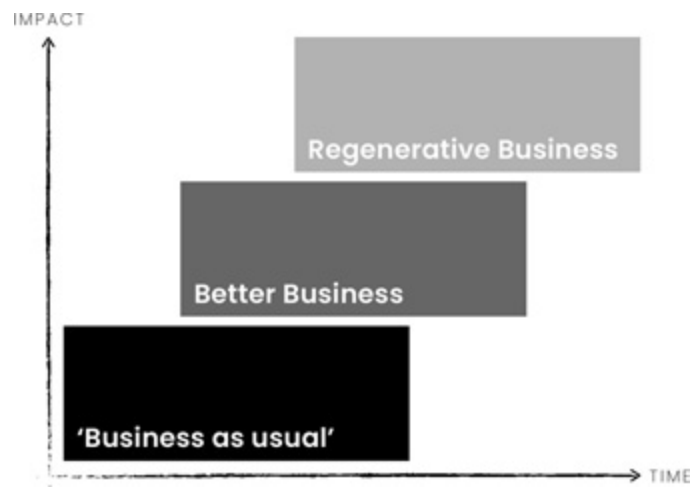 IMPACT
Regenerative Business
Better Business
‘Business as usual’
TIME